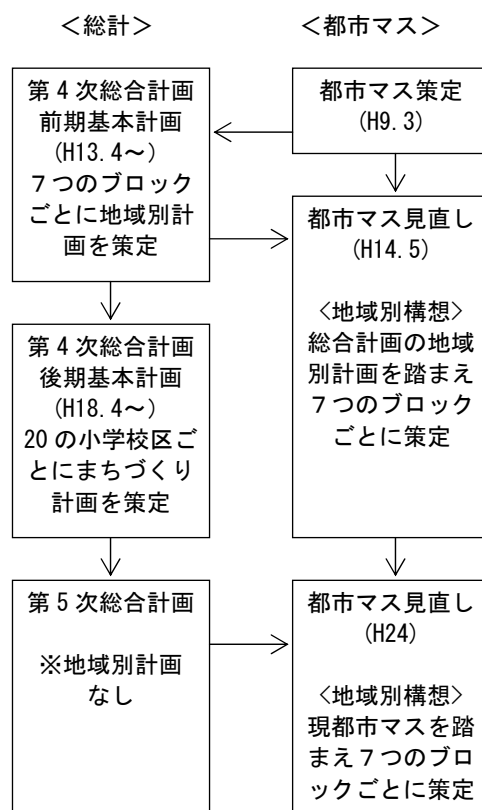 ＜総計＞
＜都市マス＞
第４次総合計画
前期基本計画
(H13.4～)
７つのブロック
ごとに地域別計
画を策定
都市マス策定
(H9.3)
都市マス見直し
(H14.5)
<地域別構想>
総合計画の地域
別計画を踏まえ
７つのブロック
ごとに策定
第４次総合計画
後期基本計画
(H18.4～)
20の小学校区ご
とにまちづくり
計画を策定
第５次総合計画
※地域別計画
なし
都市マス見直し
(H24)
<地域別構想>
現都市マスを踏
まえ７つのブロ
ックごとに策定